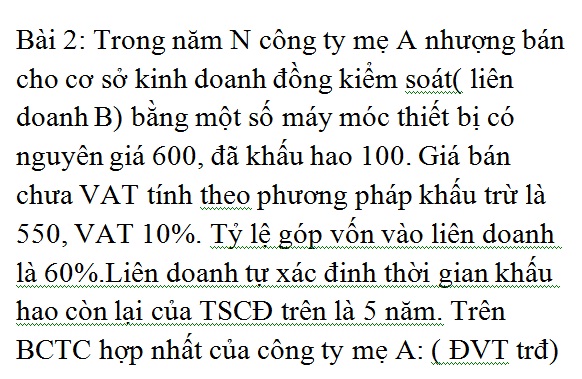 Bài 2: Trong năm N công ty mẹ A nhượng bán
cho cơ sở kinh doanh đồng kiểm soát( liên
doanh B) bằng một số máy móc thiết bị có
nguyên giá 600, đã khấu hao 100. Giá bán
chưa VAT tính theo phương pháp khấu trừ là
550, VAT 10%. Tỷ lệ góp vốn vào liên doanh
là 60%.Liên doanh tự xác đinh thời gian khấu
hao còn lại của TSCĐ trên là 5 năm. Trên
BCTC hợp nhất của công ty mẹ A: ( ĐVT trđ)